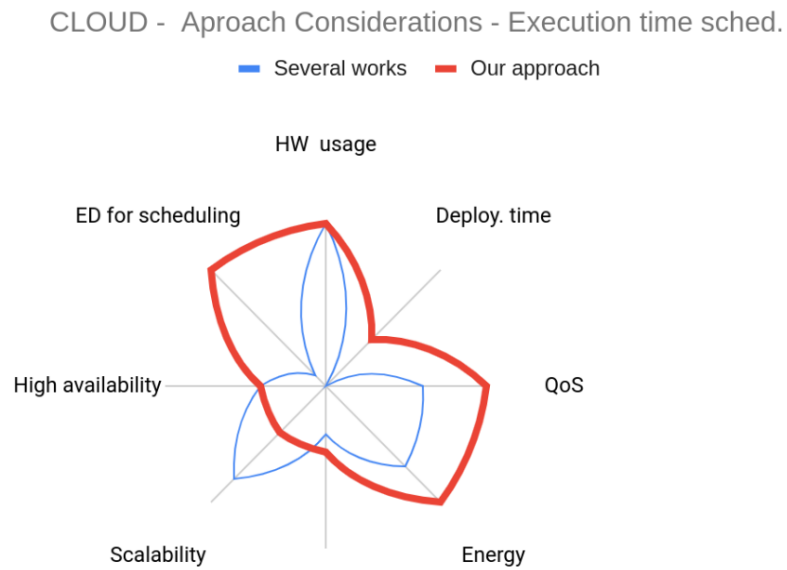 CLOUD - Aproach Considerations - Execution time sched.
Several works Our approach
HW usage
ED for scheduling Deploy. time
High availability QoS
Scalability Energy